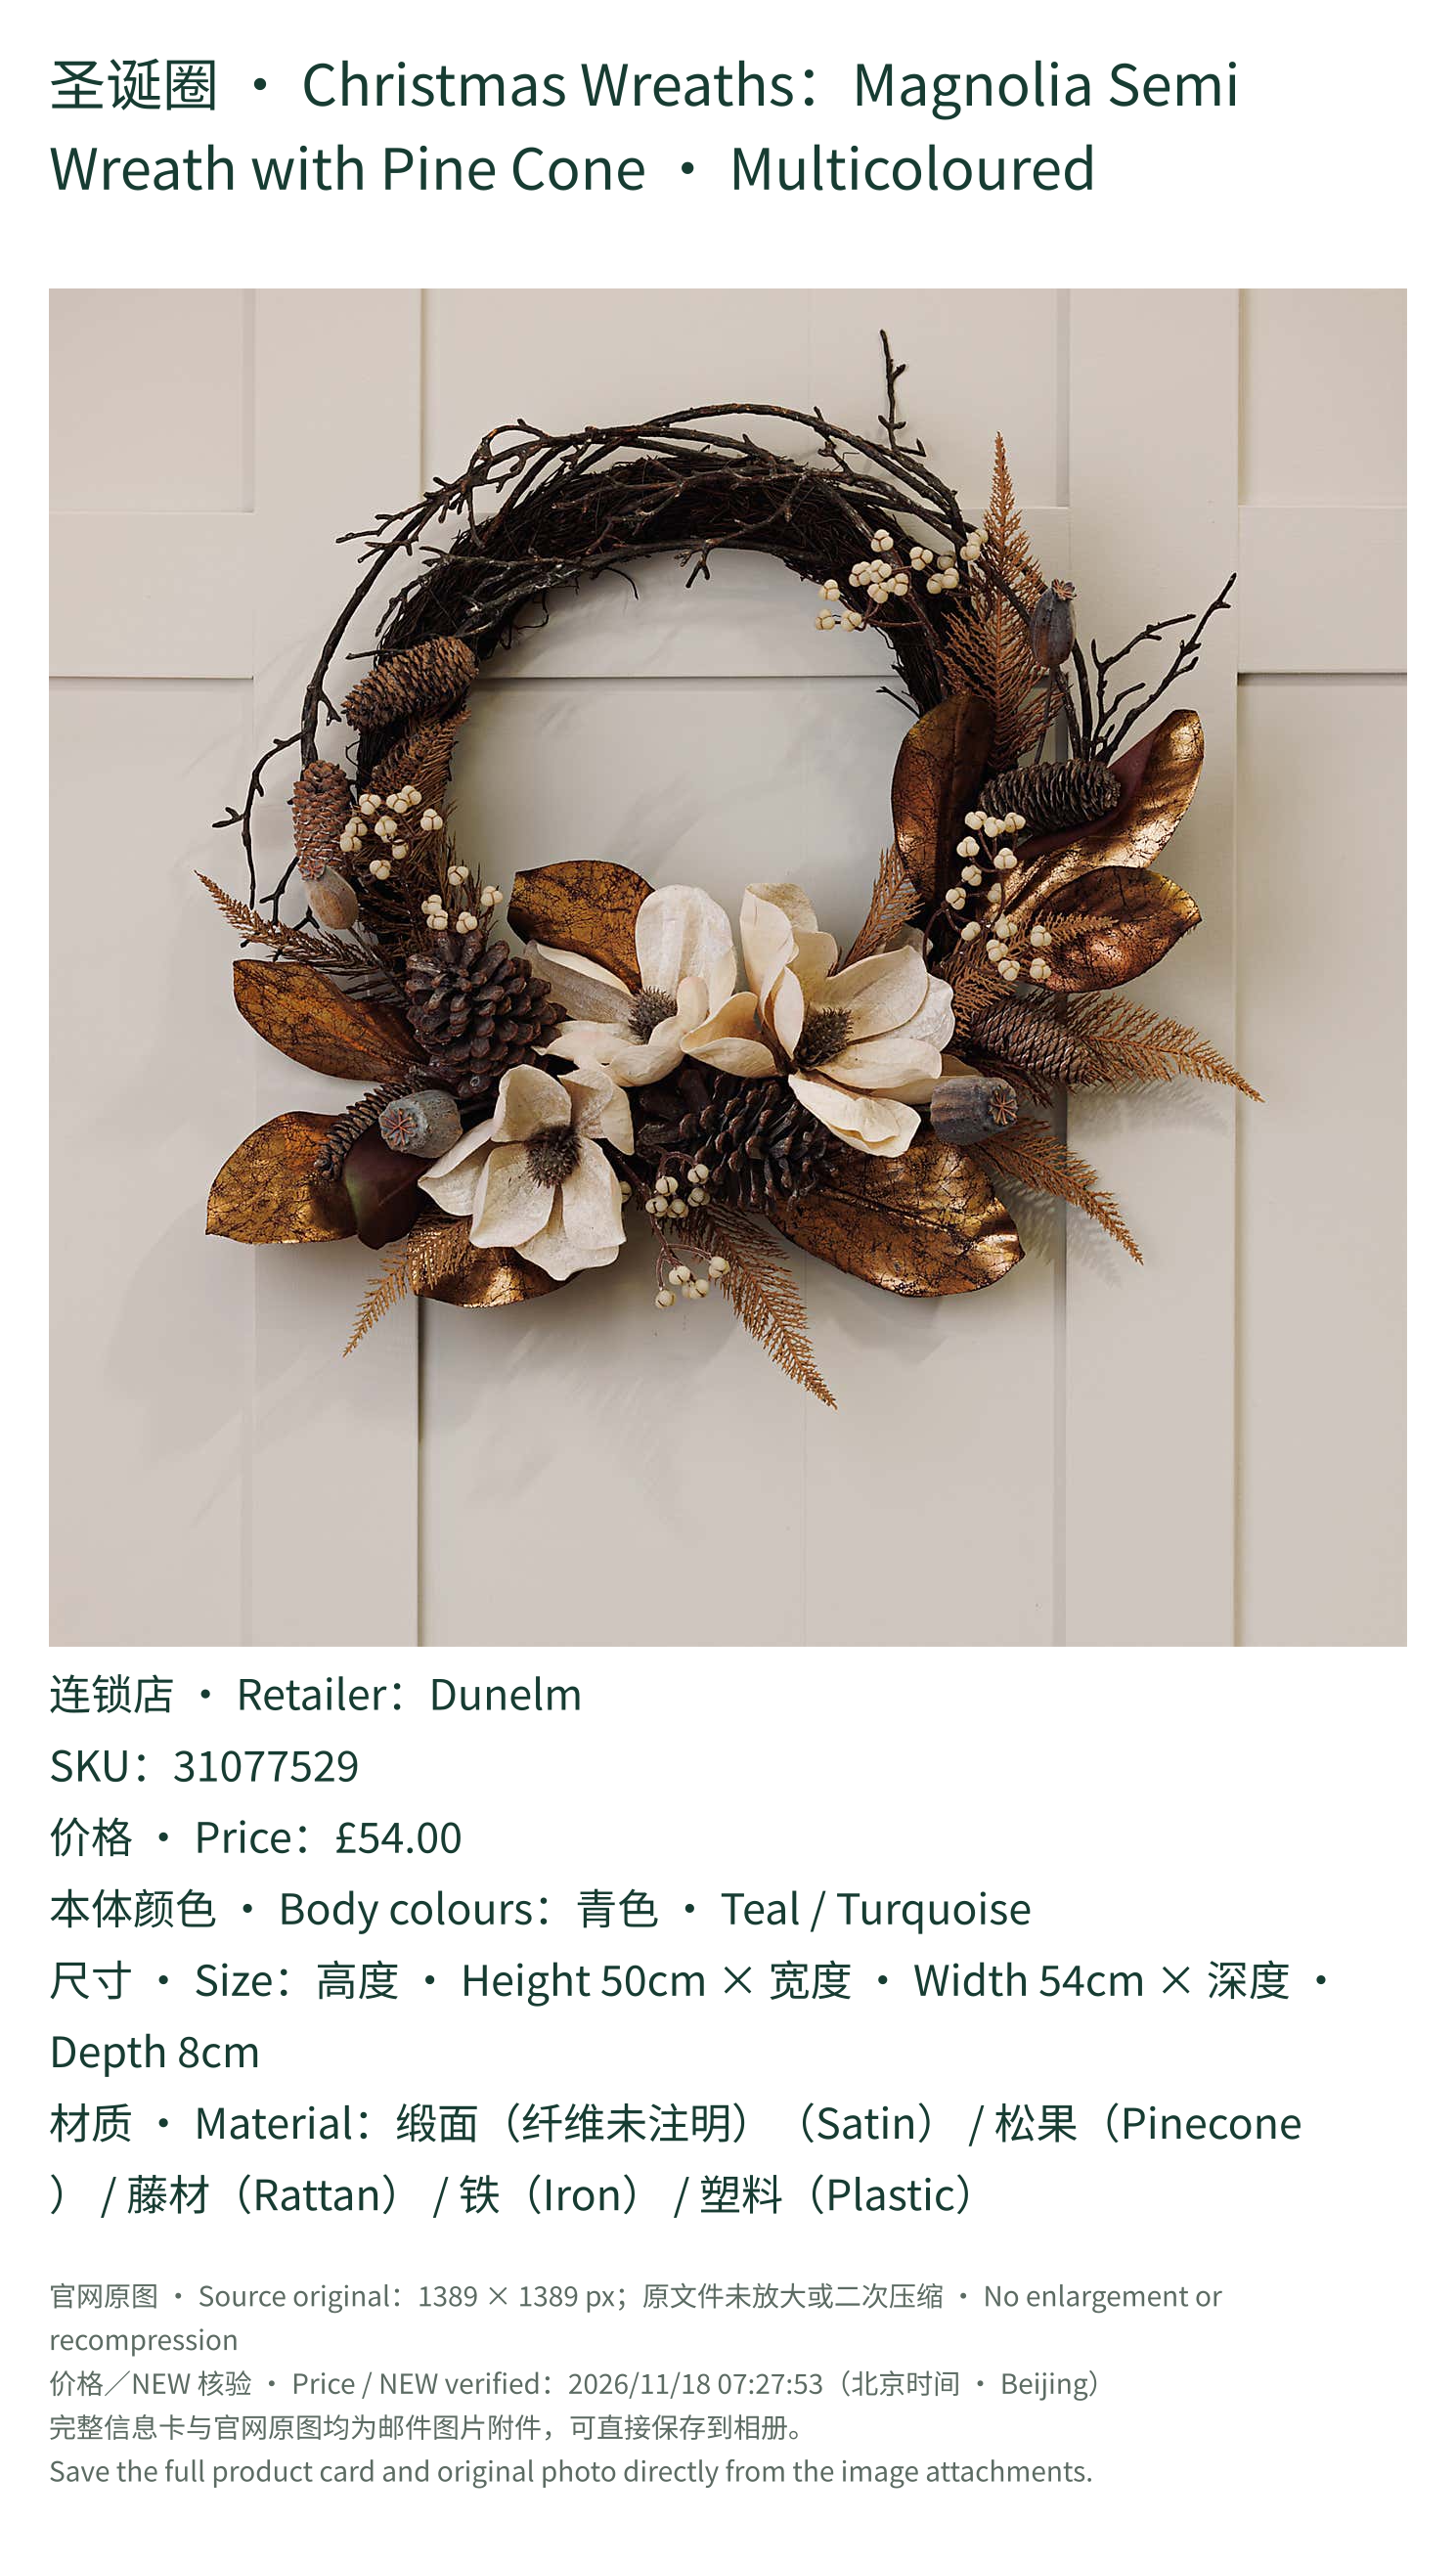 圣诞圈 · Christmas Wreaths：Magnolia Semi
Wreath with Pine Cone · Multicoloured
连锁店 · Retailer：Dunelm
SKU：31077529
价格 · Price：£54.00
本体颜色 · Body colours：青色 · Teal / Turquoise
尺寸 · Size：高度 · Height 50cm × 宽度 · Width 54cm × 深度 ·
Depth 8cm
材质 · Material：缎面（纤维未注明）（Satin） / 松果（Pinecone
） / 藤材（Rattan） / 铁（Iron） / 塑料（Plastic）
官网原图 · Source original：1389 × 1389 px；原文件未放大或二次压缩 · No enlargement or
recompression
价格／NEW 核验 · Price / NEW verified：2026/11/18 07:27:53（北京时间 · Beijing）
完整信息卡与官网原图均为邮件图片附件，可直接保存到相册。
Save the full product card and original photo directly from the image attachments.